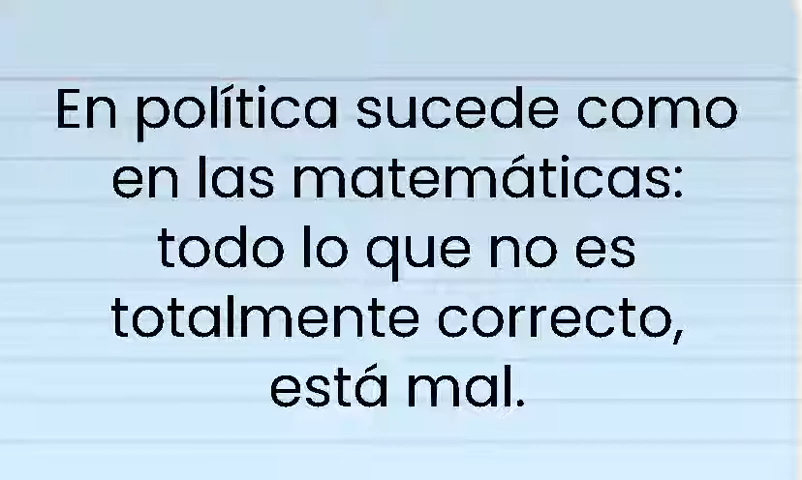 En política sucede como
en las matemáticas:
todo lo que no es
totalmente correcto,
está mal.